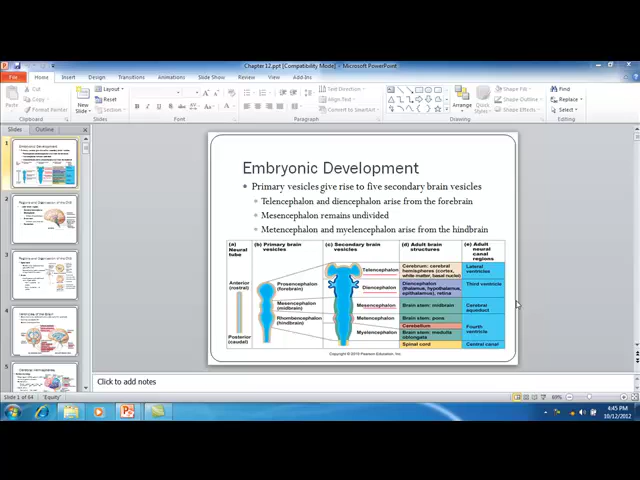 Chapter 12.ppt [Compatibility Mode] - Microsoft PowerPoint
File Home Insert Design Transitions Animations Slide Show Review View Add-Ins
Paste
Cut
Copy
Format Painter
Clipboard
New
Slide
Layout
Reset
Section
Slides
Font
Paragraph
Text Direction
Align Text
Convert to SmartArt
Arrange
Quick
Styles
Shape Fill
Shape Outline
Shape Effects
Drawing
Find
Replace
Select
Editing
Slides Outline
1
2
3
4
5
Embryonic Development
Primary vesicles give rise to five secondary brain vesicles
Telencephalon and diencephalon arise from the forebrain
Mesencephalon remains undivided
Metencephalon and myelencephalon arise from the hindbrain
(a) Neural tube
(b) Primary brain vesicles
(c) Secondary brain vesicles
(d) Adult brain structures
(e) Adult neural canal regions
Anterior (rostral)
Posterior (caudal)
Prosencephalon (forebrain)
Mesencephalon (midbrain)
Rhombencephalon (hindbrain)
Telencephalon
Diencephalon
Mesencephalon
Metencephalon
Myelencephalon
Cerebrum: cerebral hemispheres (cortex, white matter, basal nuclei)
Diencephalon (thalamus, hypothalamus, epithalamus), retina
Brain stem: midbrain
Brain stem: pons
Cerebellum
Brain stem: medulla oblongata
Spinal cord
Lateral ventricles
Third ventricle
Cerebral aqueduct
Fourth ventricle
Central canal
Copyright © 2010 Pearson Education, Inc.
Click to add notes
Slide 1 of 64 "Equity"
69%
4:45 PM
10/12/2012